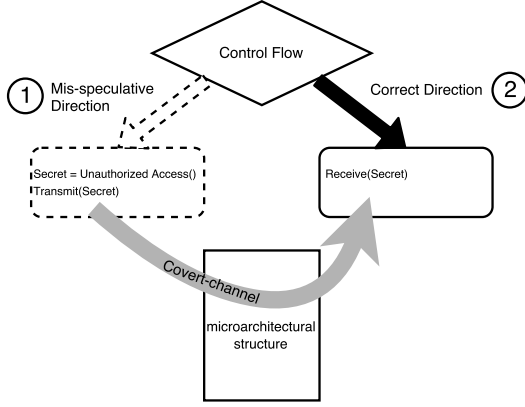 Control Flow
1
Mis-speculative
Direction
Correct Direction
2
Secret = Unauthorized Access()
Transmit(Secret)
Receive(Secret)
Covert-channel
microarchitectural
structure